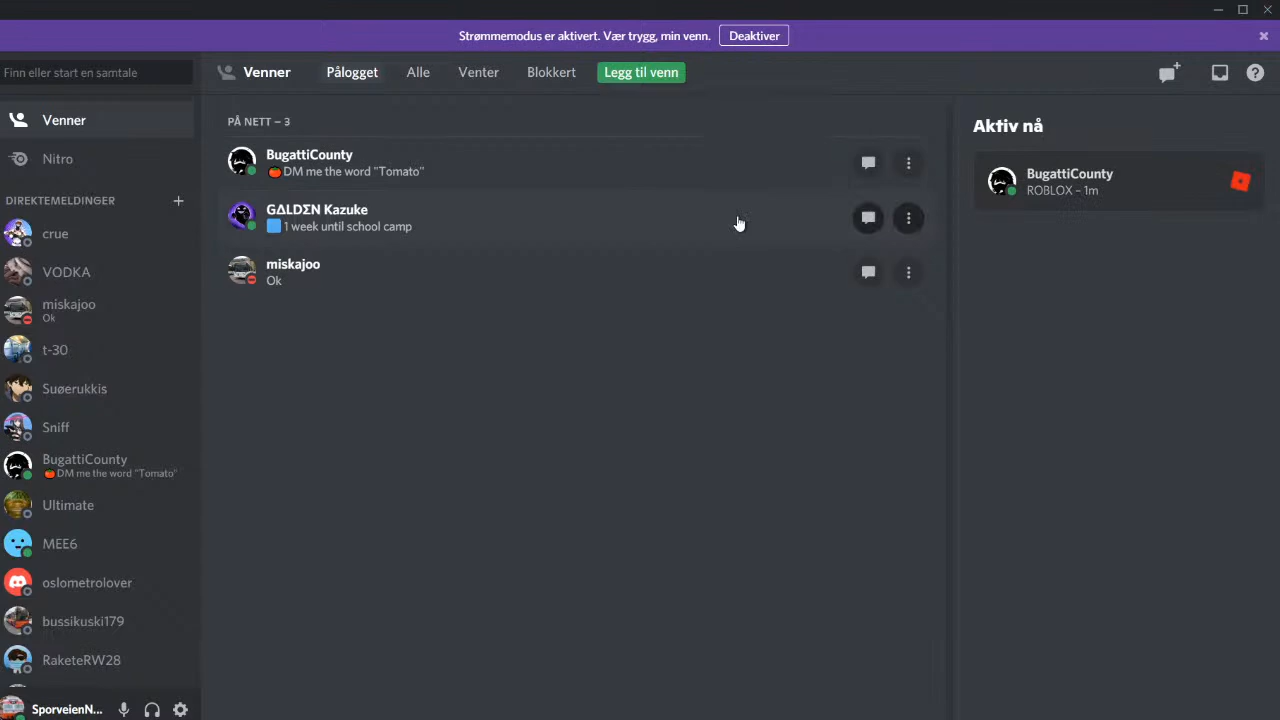 Strømmemodus er aktivert. Vær trygg, min venn.
Deaktiver
Finn eller start en samtale
Venner
Pålogget
Alle
Venter
Blokkert
Legg til venn
Venner
Nitro
DIREKTEMELDINGER
crue
VODKA
miskajoo
Ok
t-30
Suøerukkis
Sniff
BugattiCounty
🍅 DM me the word "Tomato"
Ultimate
MEE6
oslometrolover
bussikuski179
RaketeRW28
SporveienN...
PÅ NETT – 3
BugattiCounty
🍅 DM me the word "Tomato"
GΔLDΣN Kazuke
🟦 1 week until school camp
miskajoo
Ok
Aktiv nå
BugattiCounty
ROBLOX – 1m